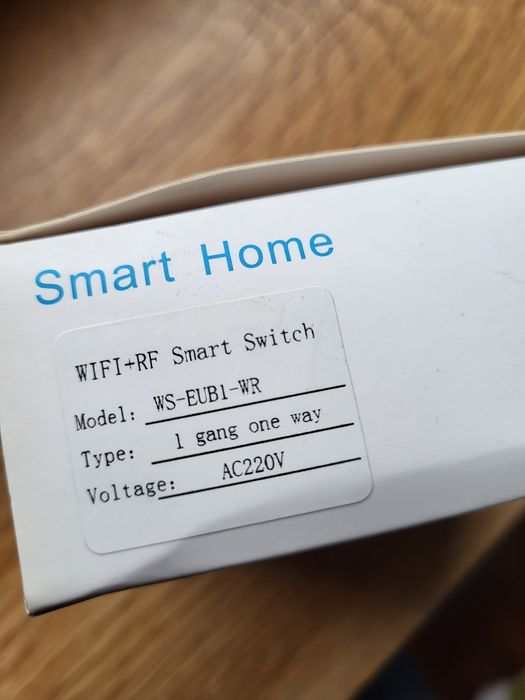 Smart Home
WIFI+RF Smart Switch
Model: WS-EUB1-WR
Type: 1 gang one way
Voltage: AC220V